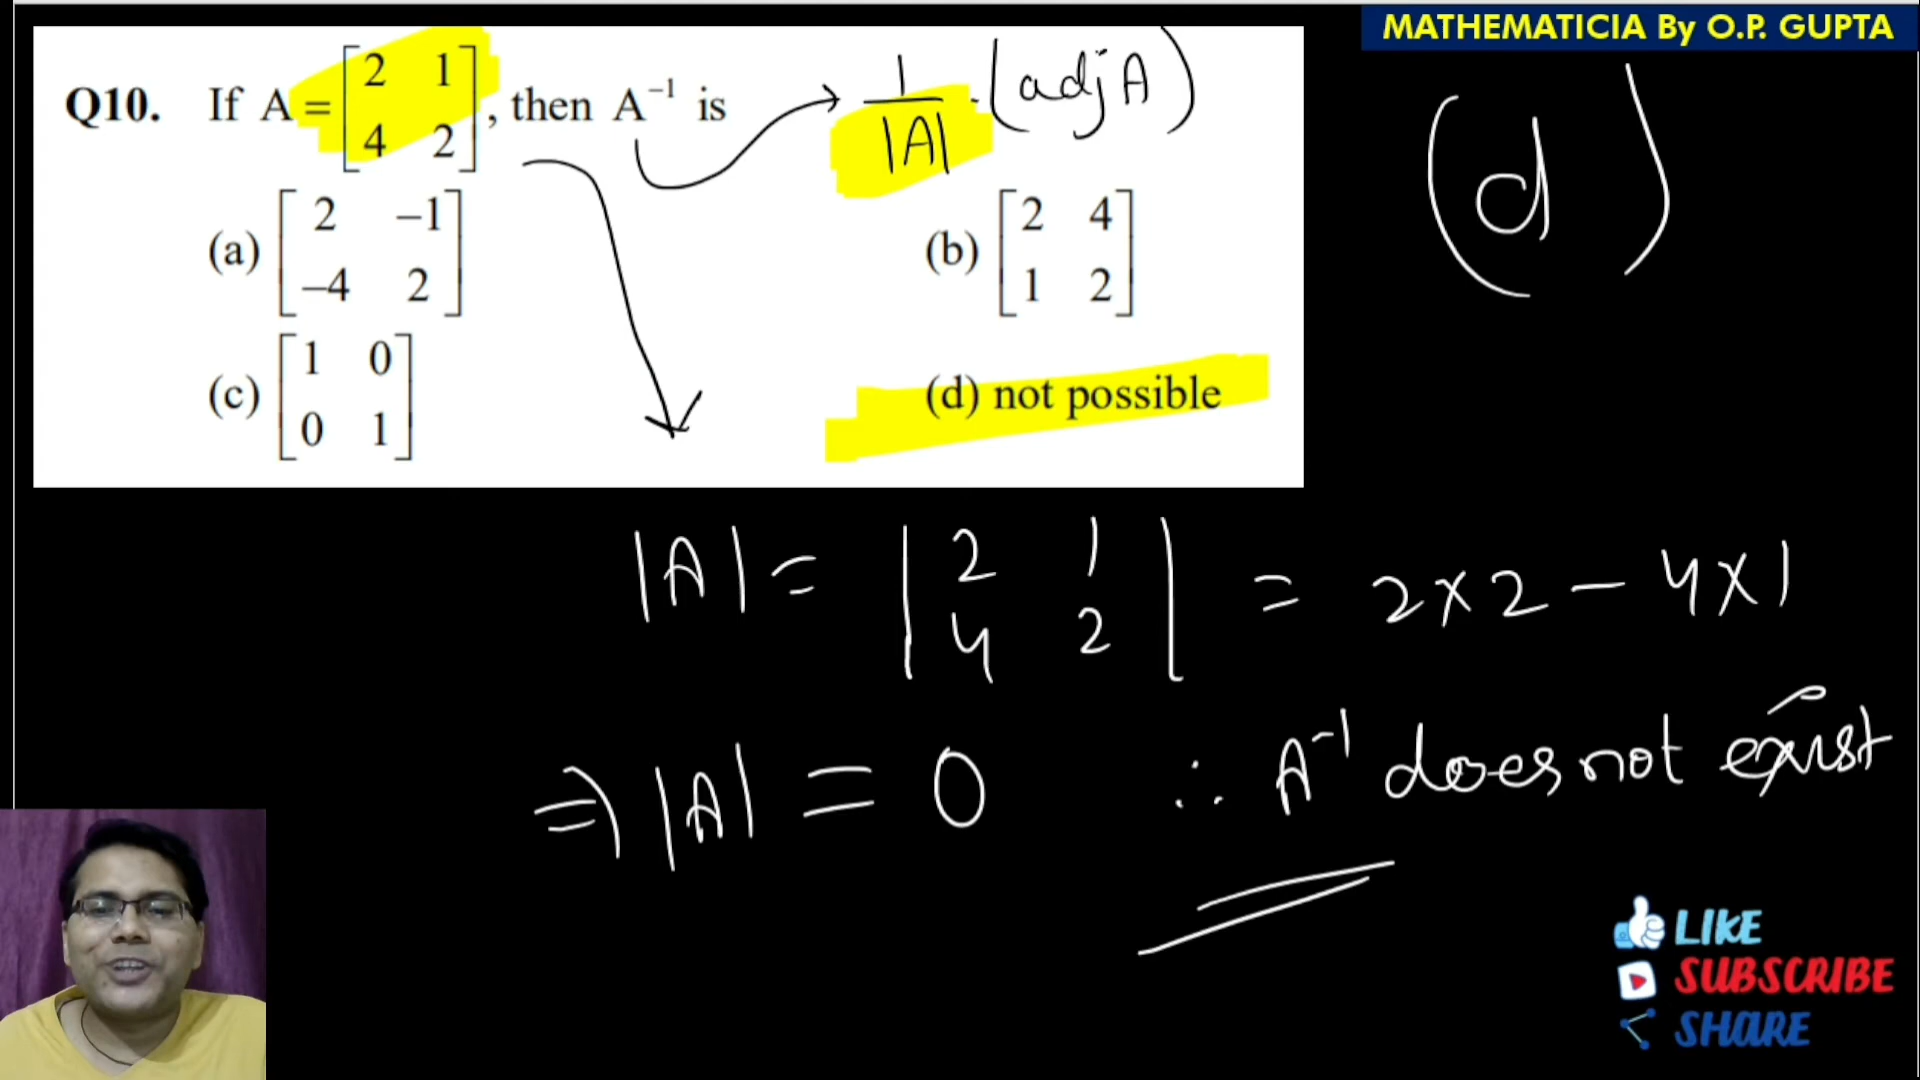 MATHEMATICIA By O.P. GUPTA
Q10. If A = [2 1
4 2], then A⁻¹ is
1/|A| . (adj A)
(d)
(a) [2 –1
–4 2]
(b) [2 4
1 2]
(c) [1 0
0 1]
(d) not possible
|A| = |2 1
4 2| = 2×2 – 4×1
⇒ |A| = 0 ∴ A⁻¹ does not exist
LIKE
SUBSCRIBE
SHARE